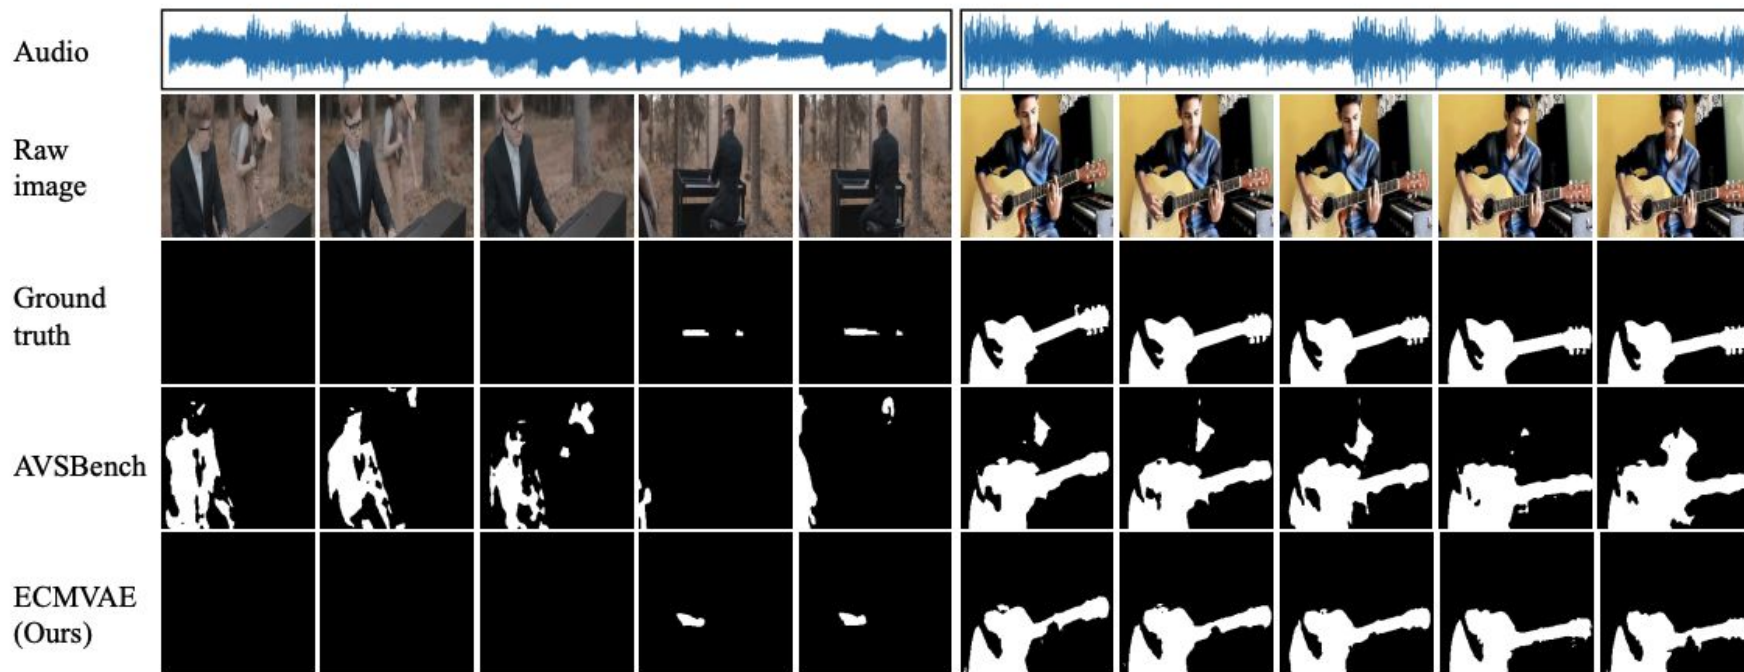 Audio
Raw
image
Ground
truth
AVSBench
ECMVAE
(Ours)